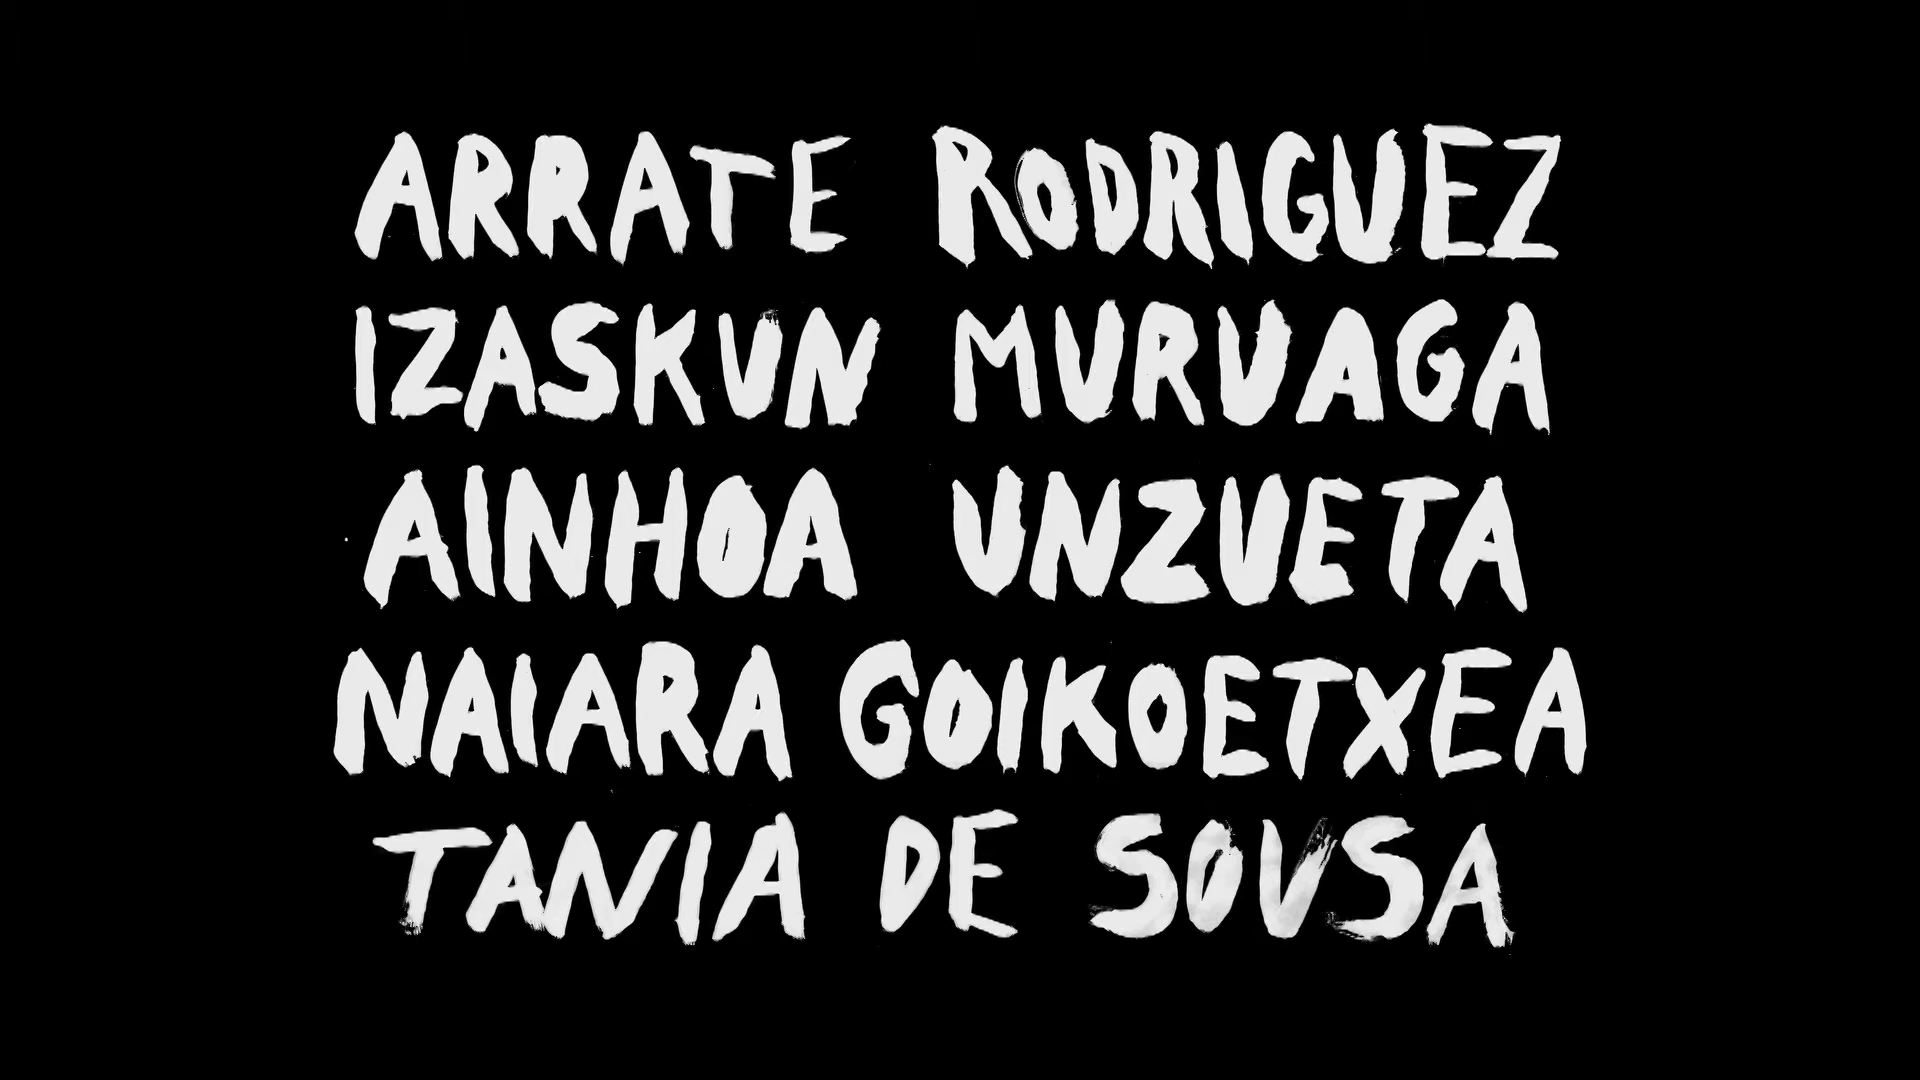 ARRATE RODRIGUEZ
IZASKUN MURUAGA
AINHOA UNZUETA
NAIARA GOIKOETXEA
TANIA DE SOUSA